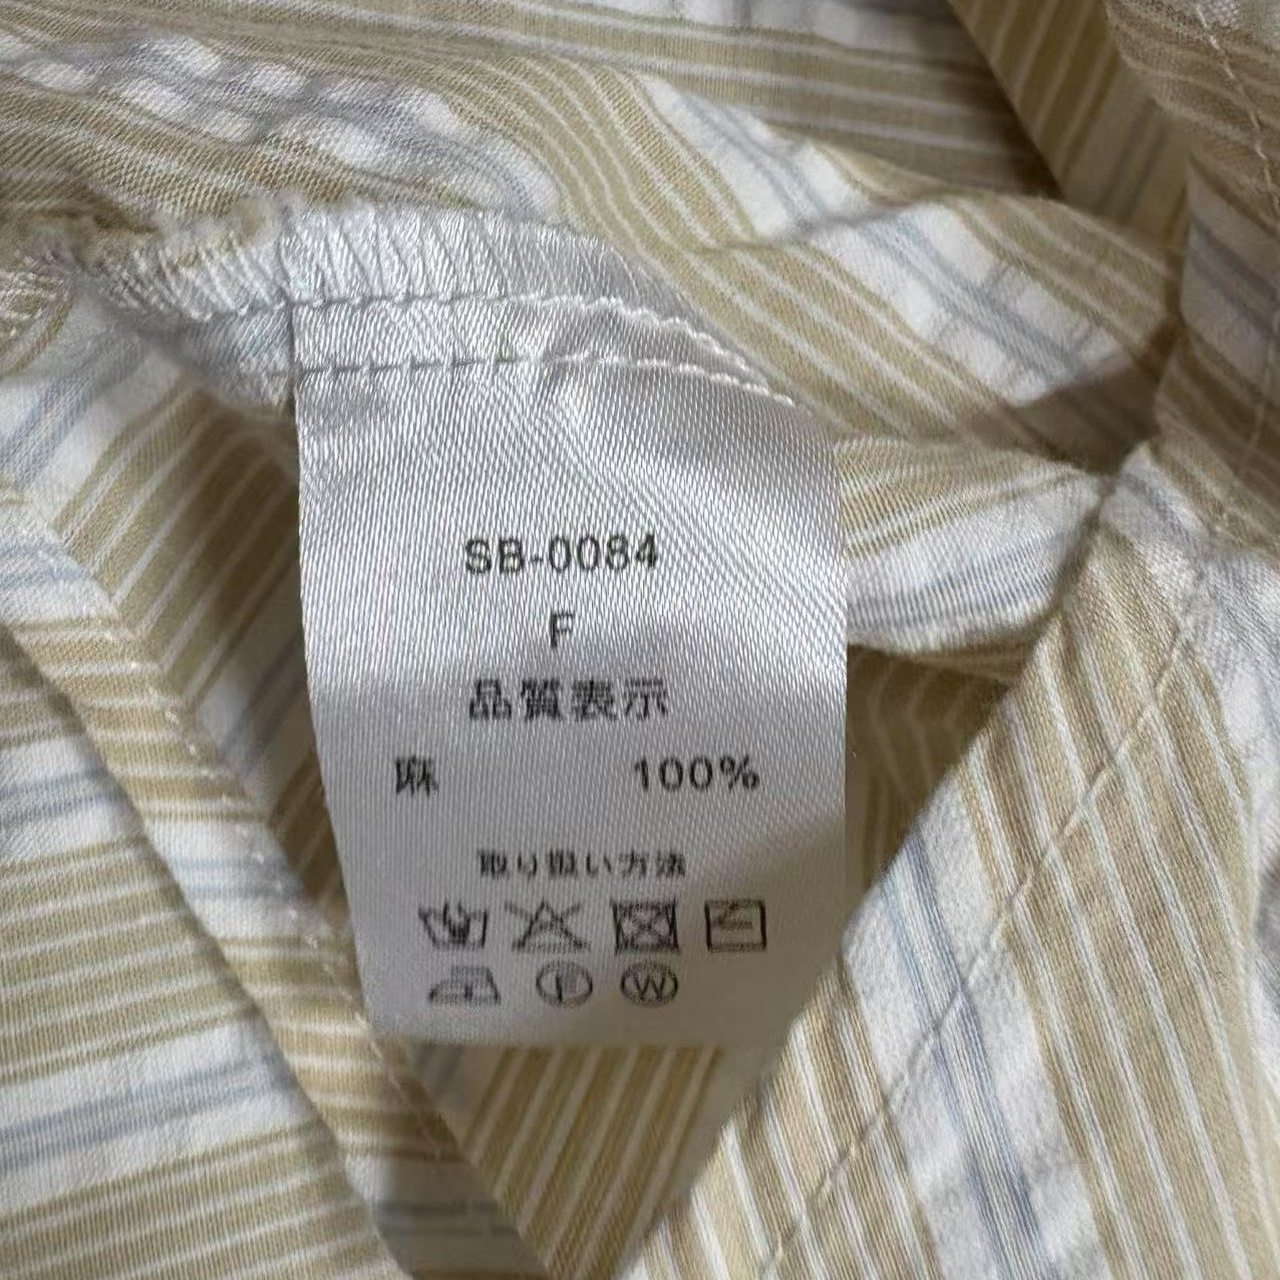 SB-0084
F
品質表示
麻 100%
取り扱い方法
F W